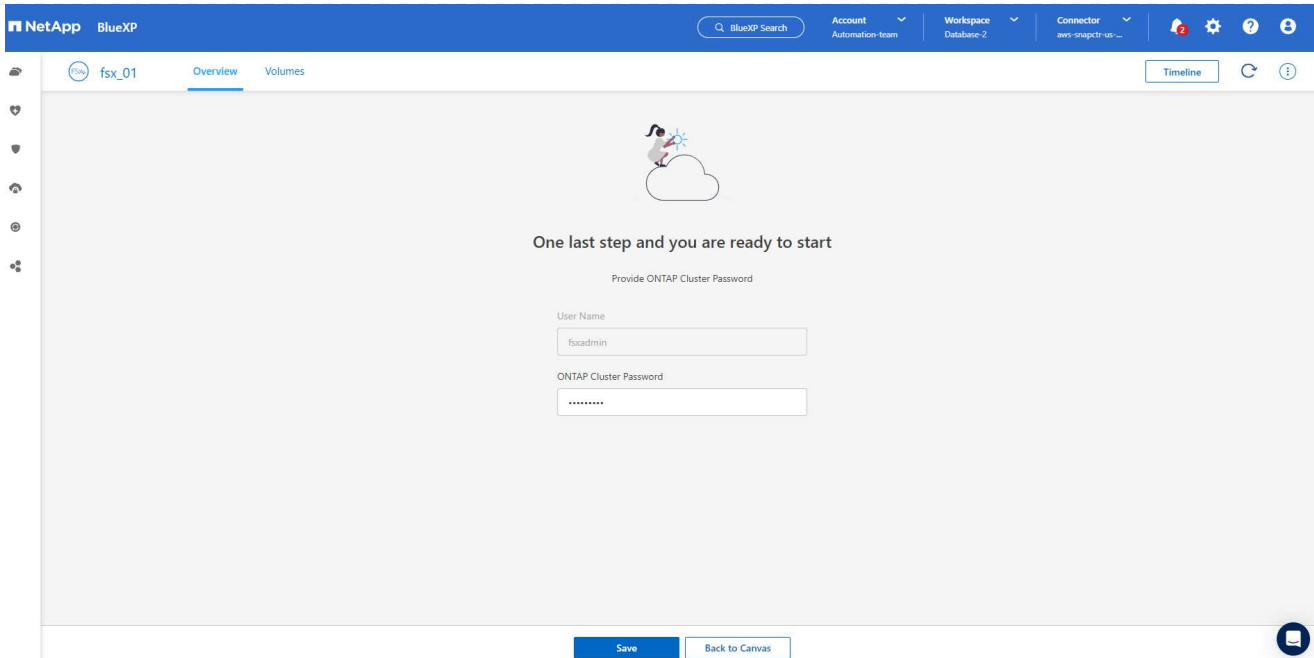 NetApp BlueXP
BlueXP Search
Account
Automation-team
Workspace
Database-2
Connector
aws-snapctr-us-...
2
FSx
fsx_01
Overview
Volumes
Timeline
One last step and you are ready to start
Provide ONTAP Cluster Password
User Name
fsxadmin
ONTAP Cluster Password
•••••••••
Save
Back to Canvas